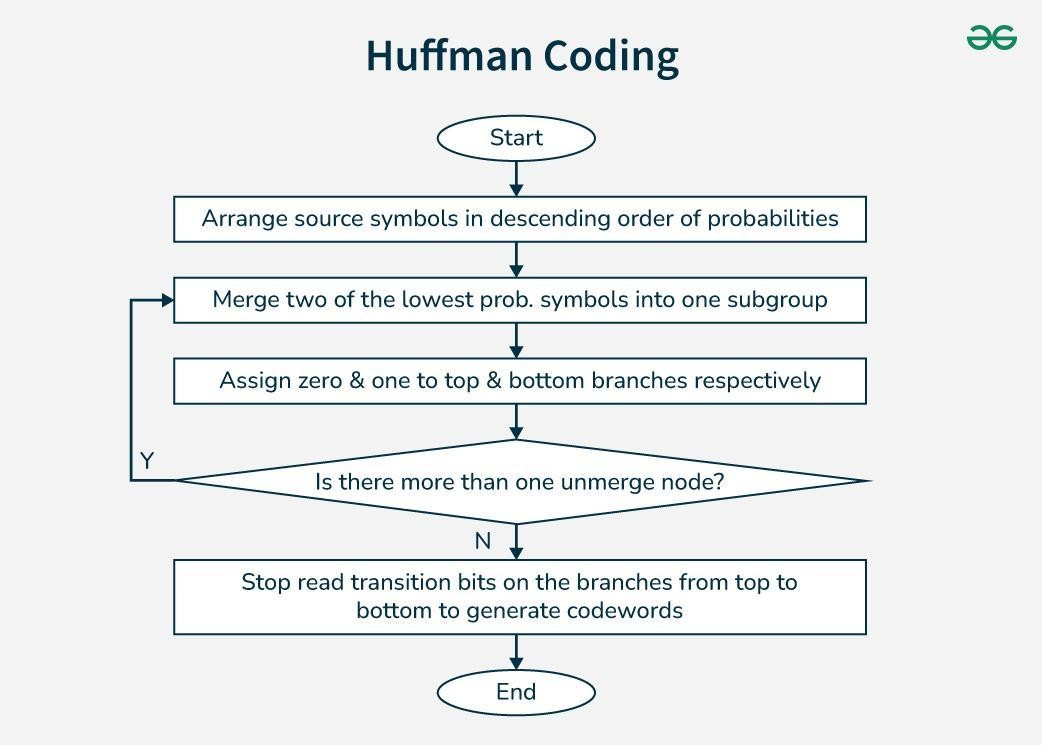 Huffman Coding
Start
Arrange source symbols in descending order of probabilities
Merge two of the lowest prob. symbols into one subgroup
Assign zero & one to top & bottom branches respectively
Y
Is there more than one unmerge node?
N
Stop read transition bits on the branches from top to
bottom to generate codewords
End